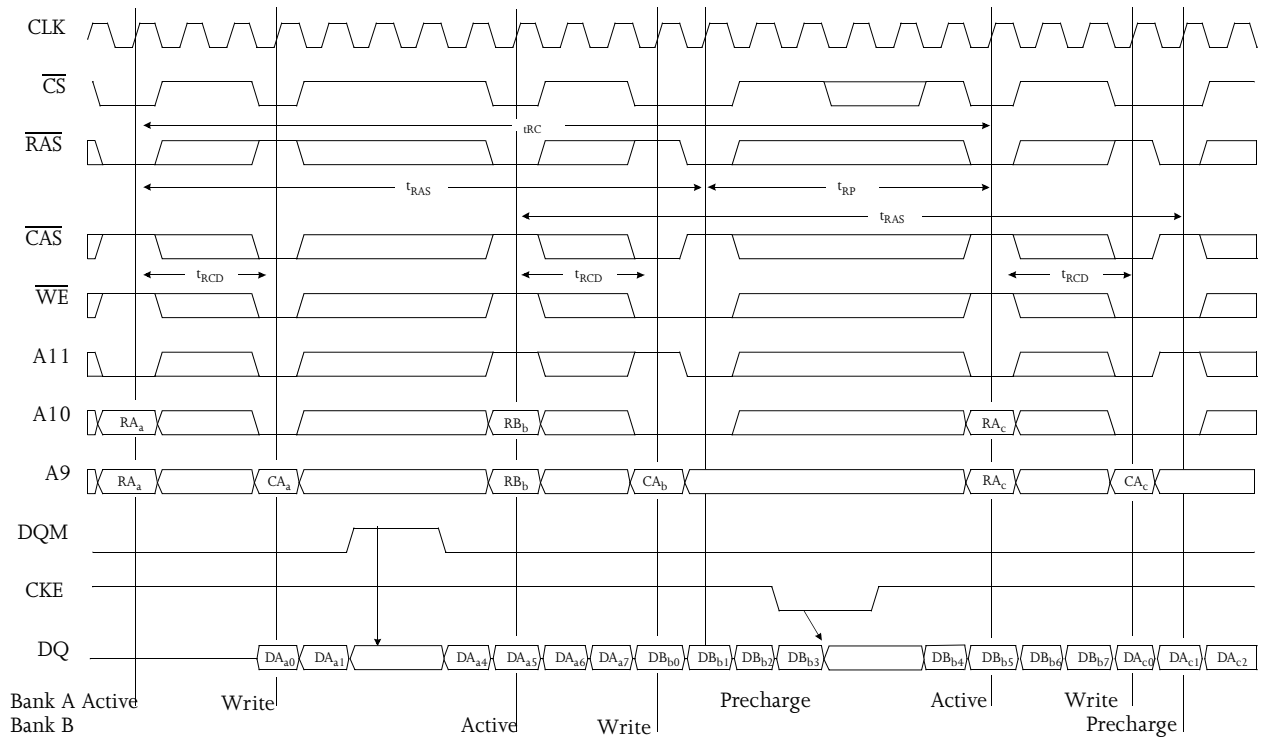 CLK
CS
tRC
RAS
tRAS tRP
tRAS
CAS
tRCD tRCD tRCD
WE
A11
A10 RAa RBb RAc
A9 RAa CAa RBb CAb RAc CAc
DQM
CKE
DQ DAa0 DAa1 DAa4 DAa5 DAa6 DAa7 DBb0 DBb1 DBb2 DBb3 DBb4 DBb5 DBb6 DBb7 DAc0 DAc1 DAc2
Bank A Active Write Precharge Active Write
Bank B Active Write Precharge